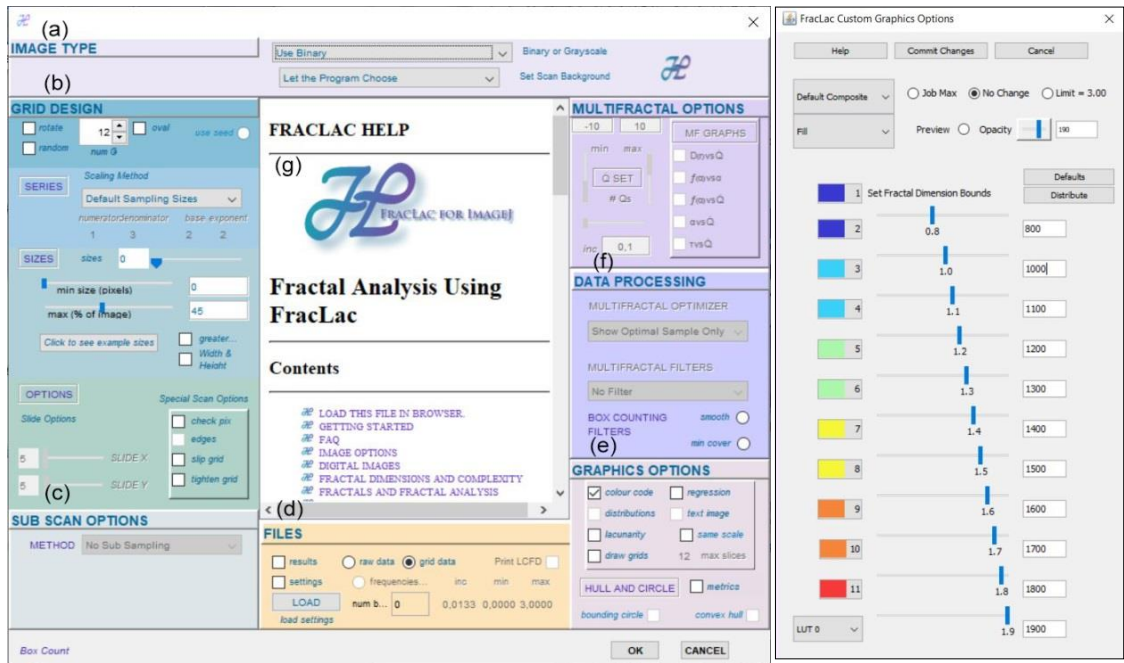 (a)
IMAGE TYPE
Use Binary
Binary or Grayscale
Let the Program Choose
Set Scan Background
(b)
GRID DESIGN
rotate
12
oval
use seed
random
num G
SERIES
Scaling Method
Default Sampling Sizes
numerator denominator base exponent
1 3 2 2
SIZES
sizes
0
min size (pixels)
0
max (% of image)
45
Click to see example sizes
greater...
Width & Height
OPTIONS
Special Scan Options
Slide Options
check pix
edges
5
SLIDE X
slip grid
5
SLIDE Y
tighten grid
(c)
SUB SCAN OPTIONS
METHOD
No Sub Sampling
Box Count
FRACLAC HELP
(g)
FRACLAC FOR IMAGEJ
Fractal Analysis Using
FracLac
Contents
LOAD THIS FILE IN BROWSER.
GETTING STARTED
FAQ
IMAGE OPTIONS
DIGITAL IMAGES
FRACTAL DIMENSIONS AND COMPLEXITY
FRACTALS AND FRACTAL ANALYSIS
(d)
FILES
results
raw data
grid data
Print LCFD
settings
frequencies...
inc
min
max
LOAD
num b...
0
0,0133
0,0000
3,0000
load settings
MULTIFRACTAL OPTIONS
-10
10
MF GRAPHS
min
max
Q SET
# Qs
inc
0,1
(f)
DATA PROCESSING
MULTIFRACTAL OPTIMIZER
Show Optimal Sample Only
MULTIFRACTAL FILTERS
No Filter
BOX COUNTING
FILTERS
smooth
min cover
(e)
GRAPHICS OPTIONS
colour code
regression
distributions
text image
lacunarity
same scale
draw grids
12
max slices
HULL AND CIRCLE
metrics
bounding circle
convex hull
OK
CANCEL
FracLac Custom Graphics Options
Help
Commit Changes
Cancel
Default Composite
Job Max
No Change
Limit = 3.00
Fill
Preview
Opacity
190
Defaults
1
Set Fractal Dimension Bounds
Distribute
2
0.8
800
3
1.0
1000
4
1.1
1100
5
1.2
1200
6
1.3
1300
7
1.4
1400
8
1.5
1500
9
1.6
1600
10
1.7
1700
11
1.8
1800
LUT 0
1.9
1900